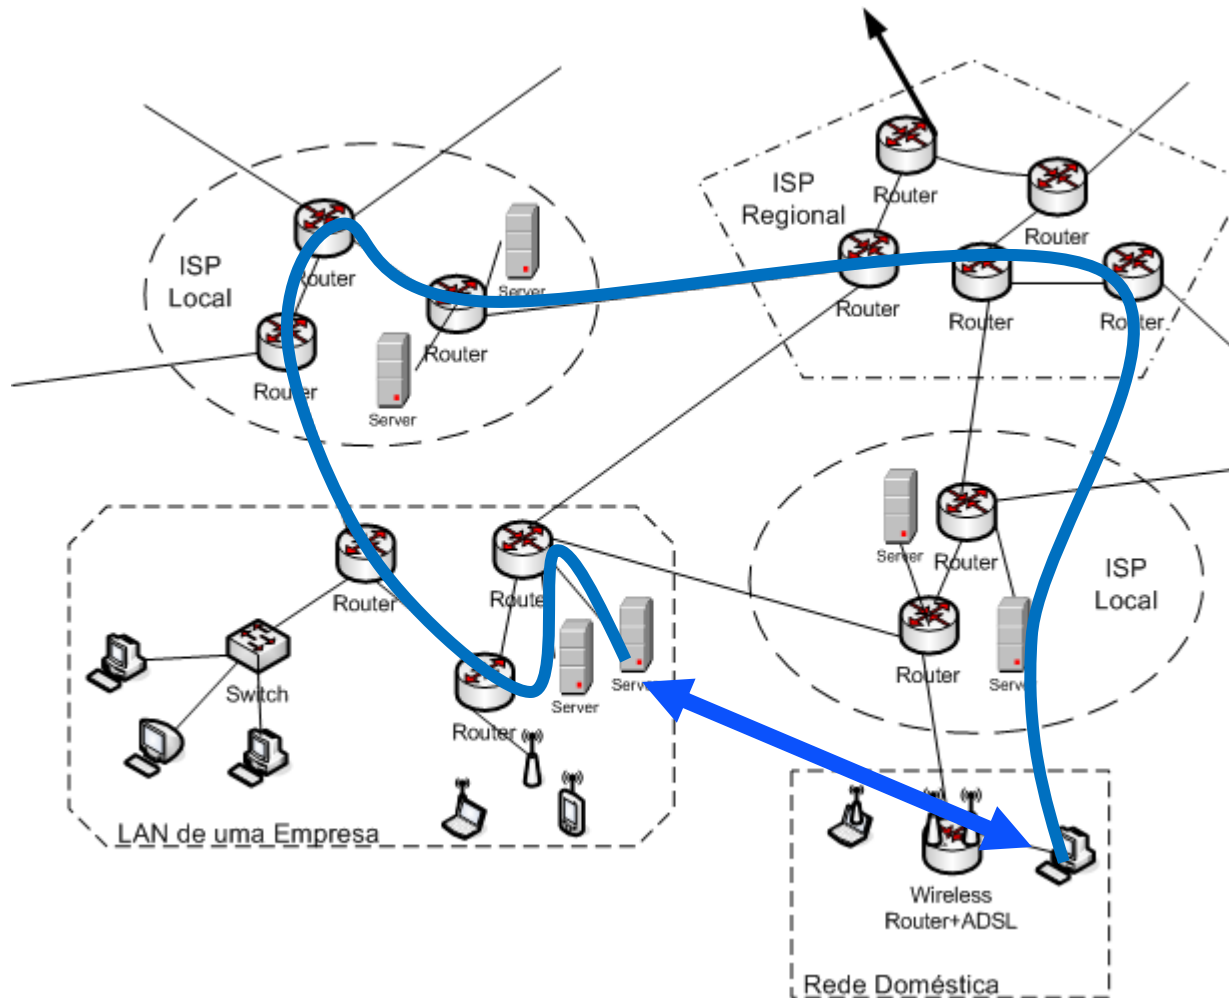 ISP
Local
Router
Router
Server
Router
Server
ISP
Regional
Router
Router
Router
Router
Router
Server
Router
Router
Server
ISP
Local
Router
Switch
Router
Router
Server
Server
LAN de uma Empresa
Wireless
Router+ADSL
Rede Doméstica